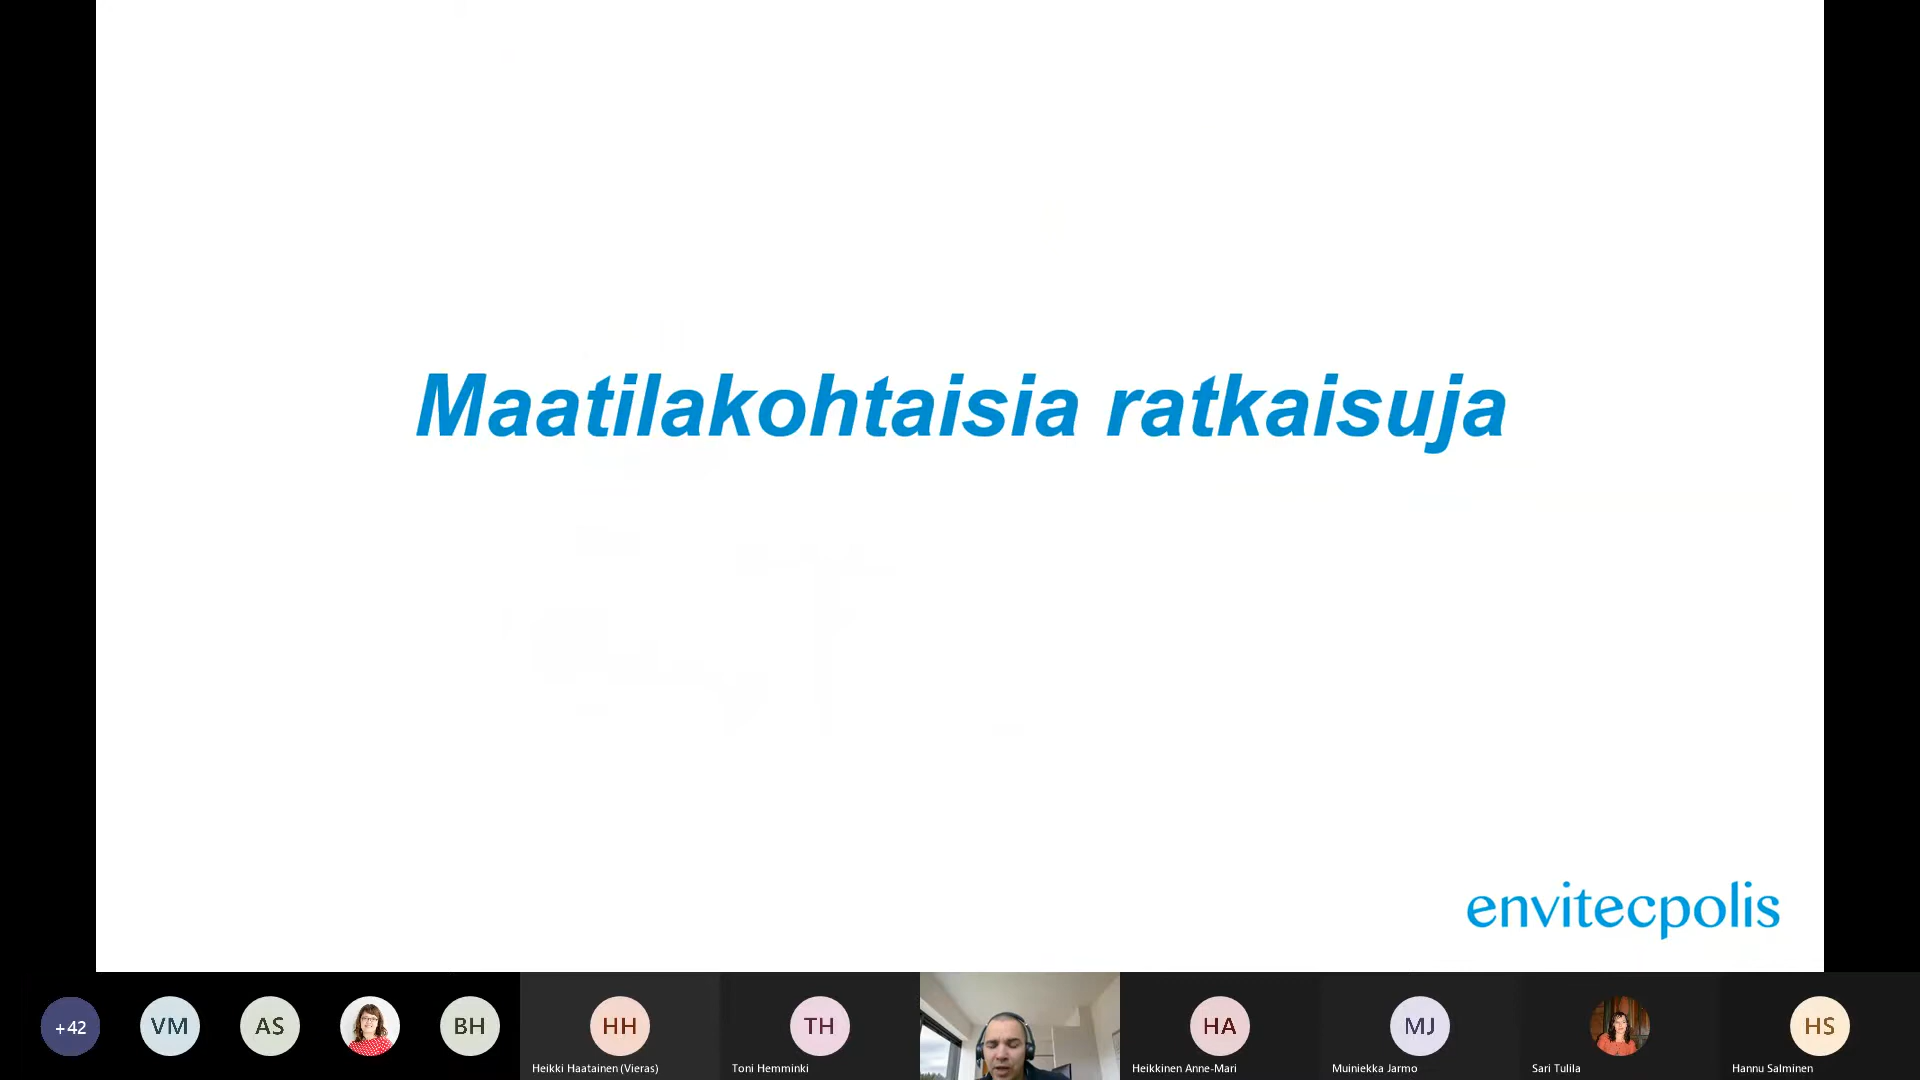 Maatilakohtaisia ratkaisuja
envitecpolis
+42
VM
AS
BH
HH
Heikki Haatainen (Vieras)
TH
Toni Hemminki
HA
Heikkinen Anne-Mari
MJ
Muiniekka Jarmo
Sari Tulila
HS
Hannu Salminen